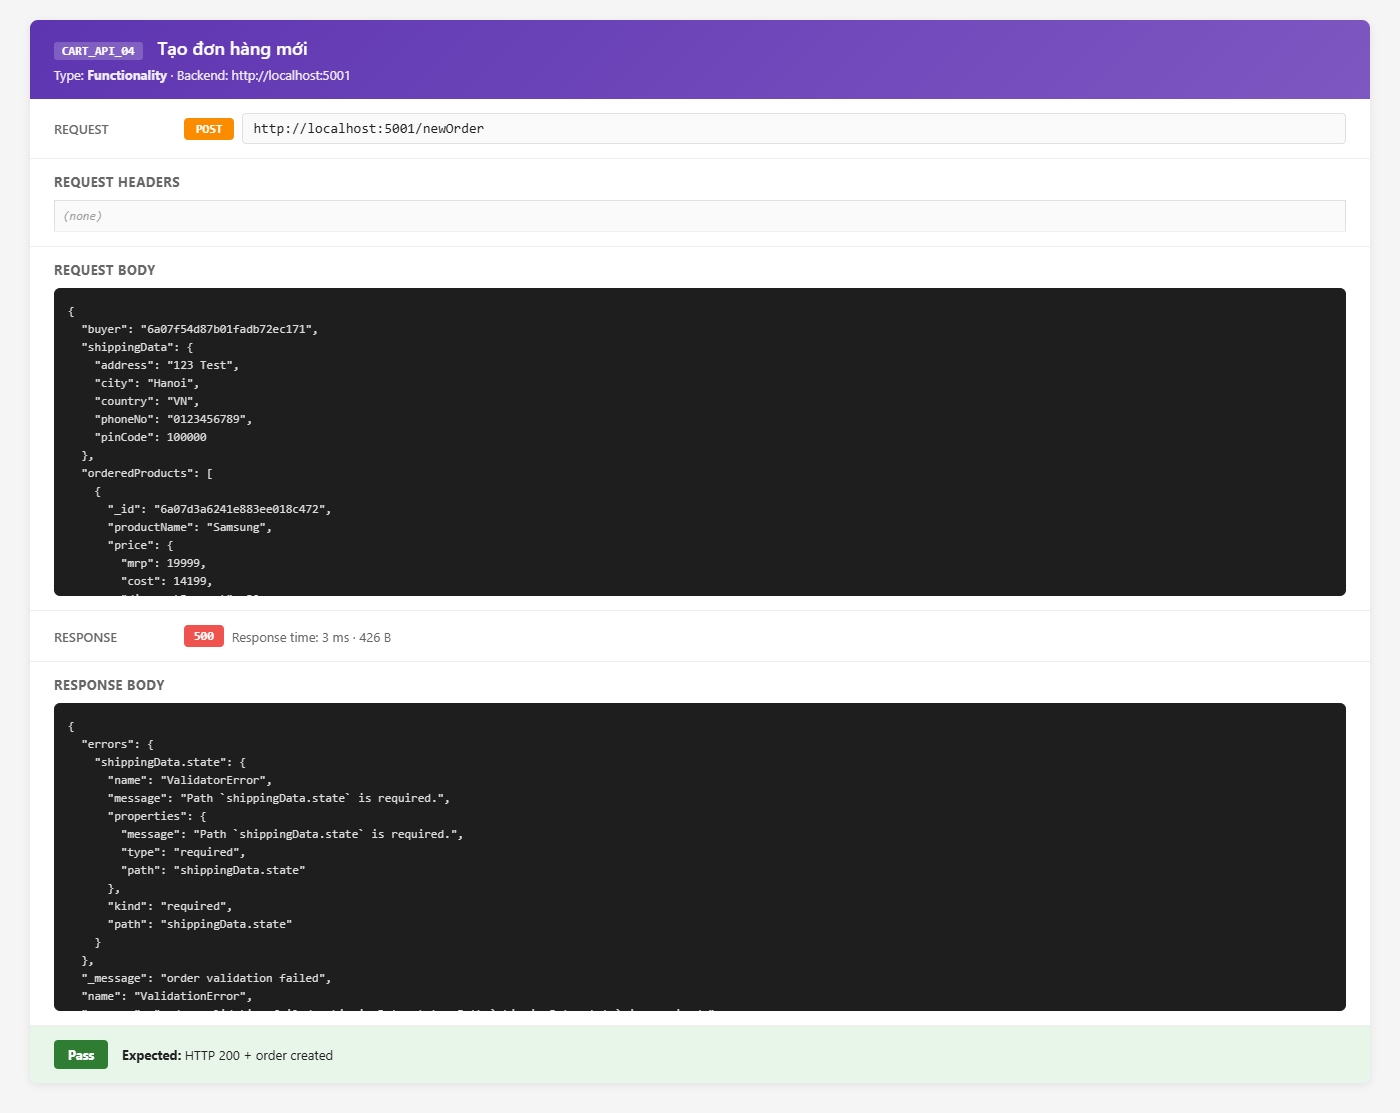 CART_API_04 Tạo đơn hàng mới
Type: Functionality · Backend: http://localhost:5001
REQUEST POST http://localhost:5001/newOrder
REQUEST HEADERS
(none)
REQUEST BODY
{
"buyer": "6a07f54d87b01fadb72ec171",
"shippingData": {
"address": "123 Test",
"city": "Hanoi",
"country": "VN",
"phoneNo": "0123456789",
"pinCode": 100000
},
"orderedProducts": [
{
"_id": "6a07d3a6241e883ee018c472",
"productName": "Samsung",
"price": {
"mrp": 19999,
"cost": 14199,
RESPONSE 500 Response time: 3 ms · 426 B
RESPONSE BODY
{
"errors": {
"shippingData.state": {
"name": "ValidatorError",
"message": "Path `shippingData.state` is required.",
"properties": {
"message": "Path `shippingData.state` is required.",
"type": "required",
"path": "shippingData.state"
},
"kind": "required",
"path": "shippingData.state"
}
},
"_message": "order validation failed",
"name": "ValidationError",
Pass Expected: HTTP 200 + order created